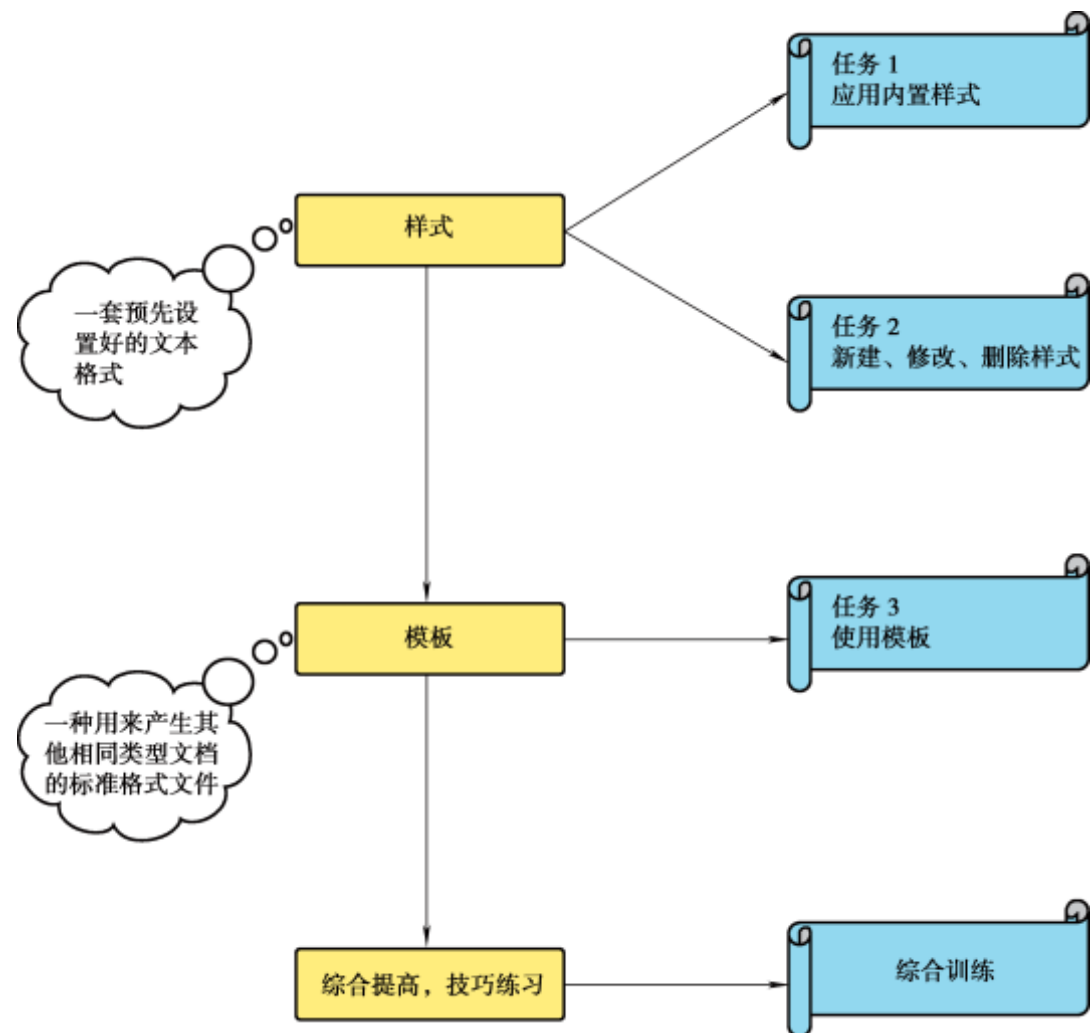 任务 1
应用内置样式
样式
一套预先设
置好的文本
格式
任务 2
新建、修改、删除样式
模板
任务 3
使用模板
一种用来产生其
他相同类型文档
的标准格式文件
综合提高，技巧练习
综合训练